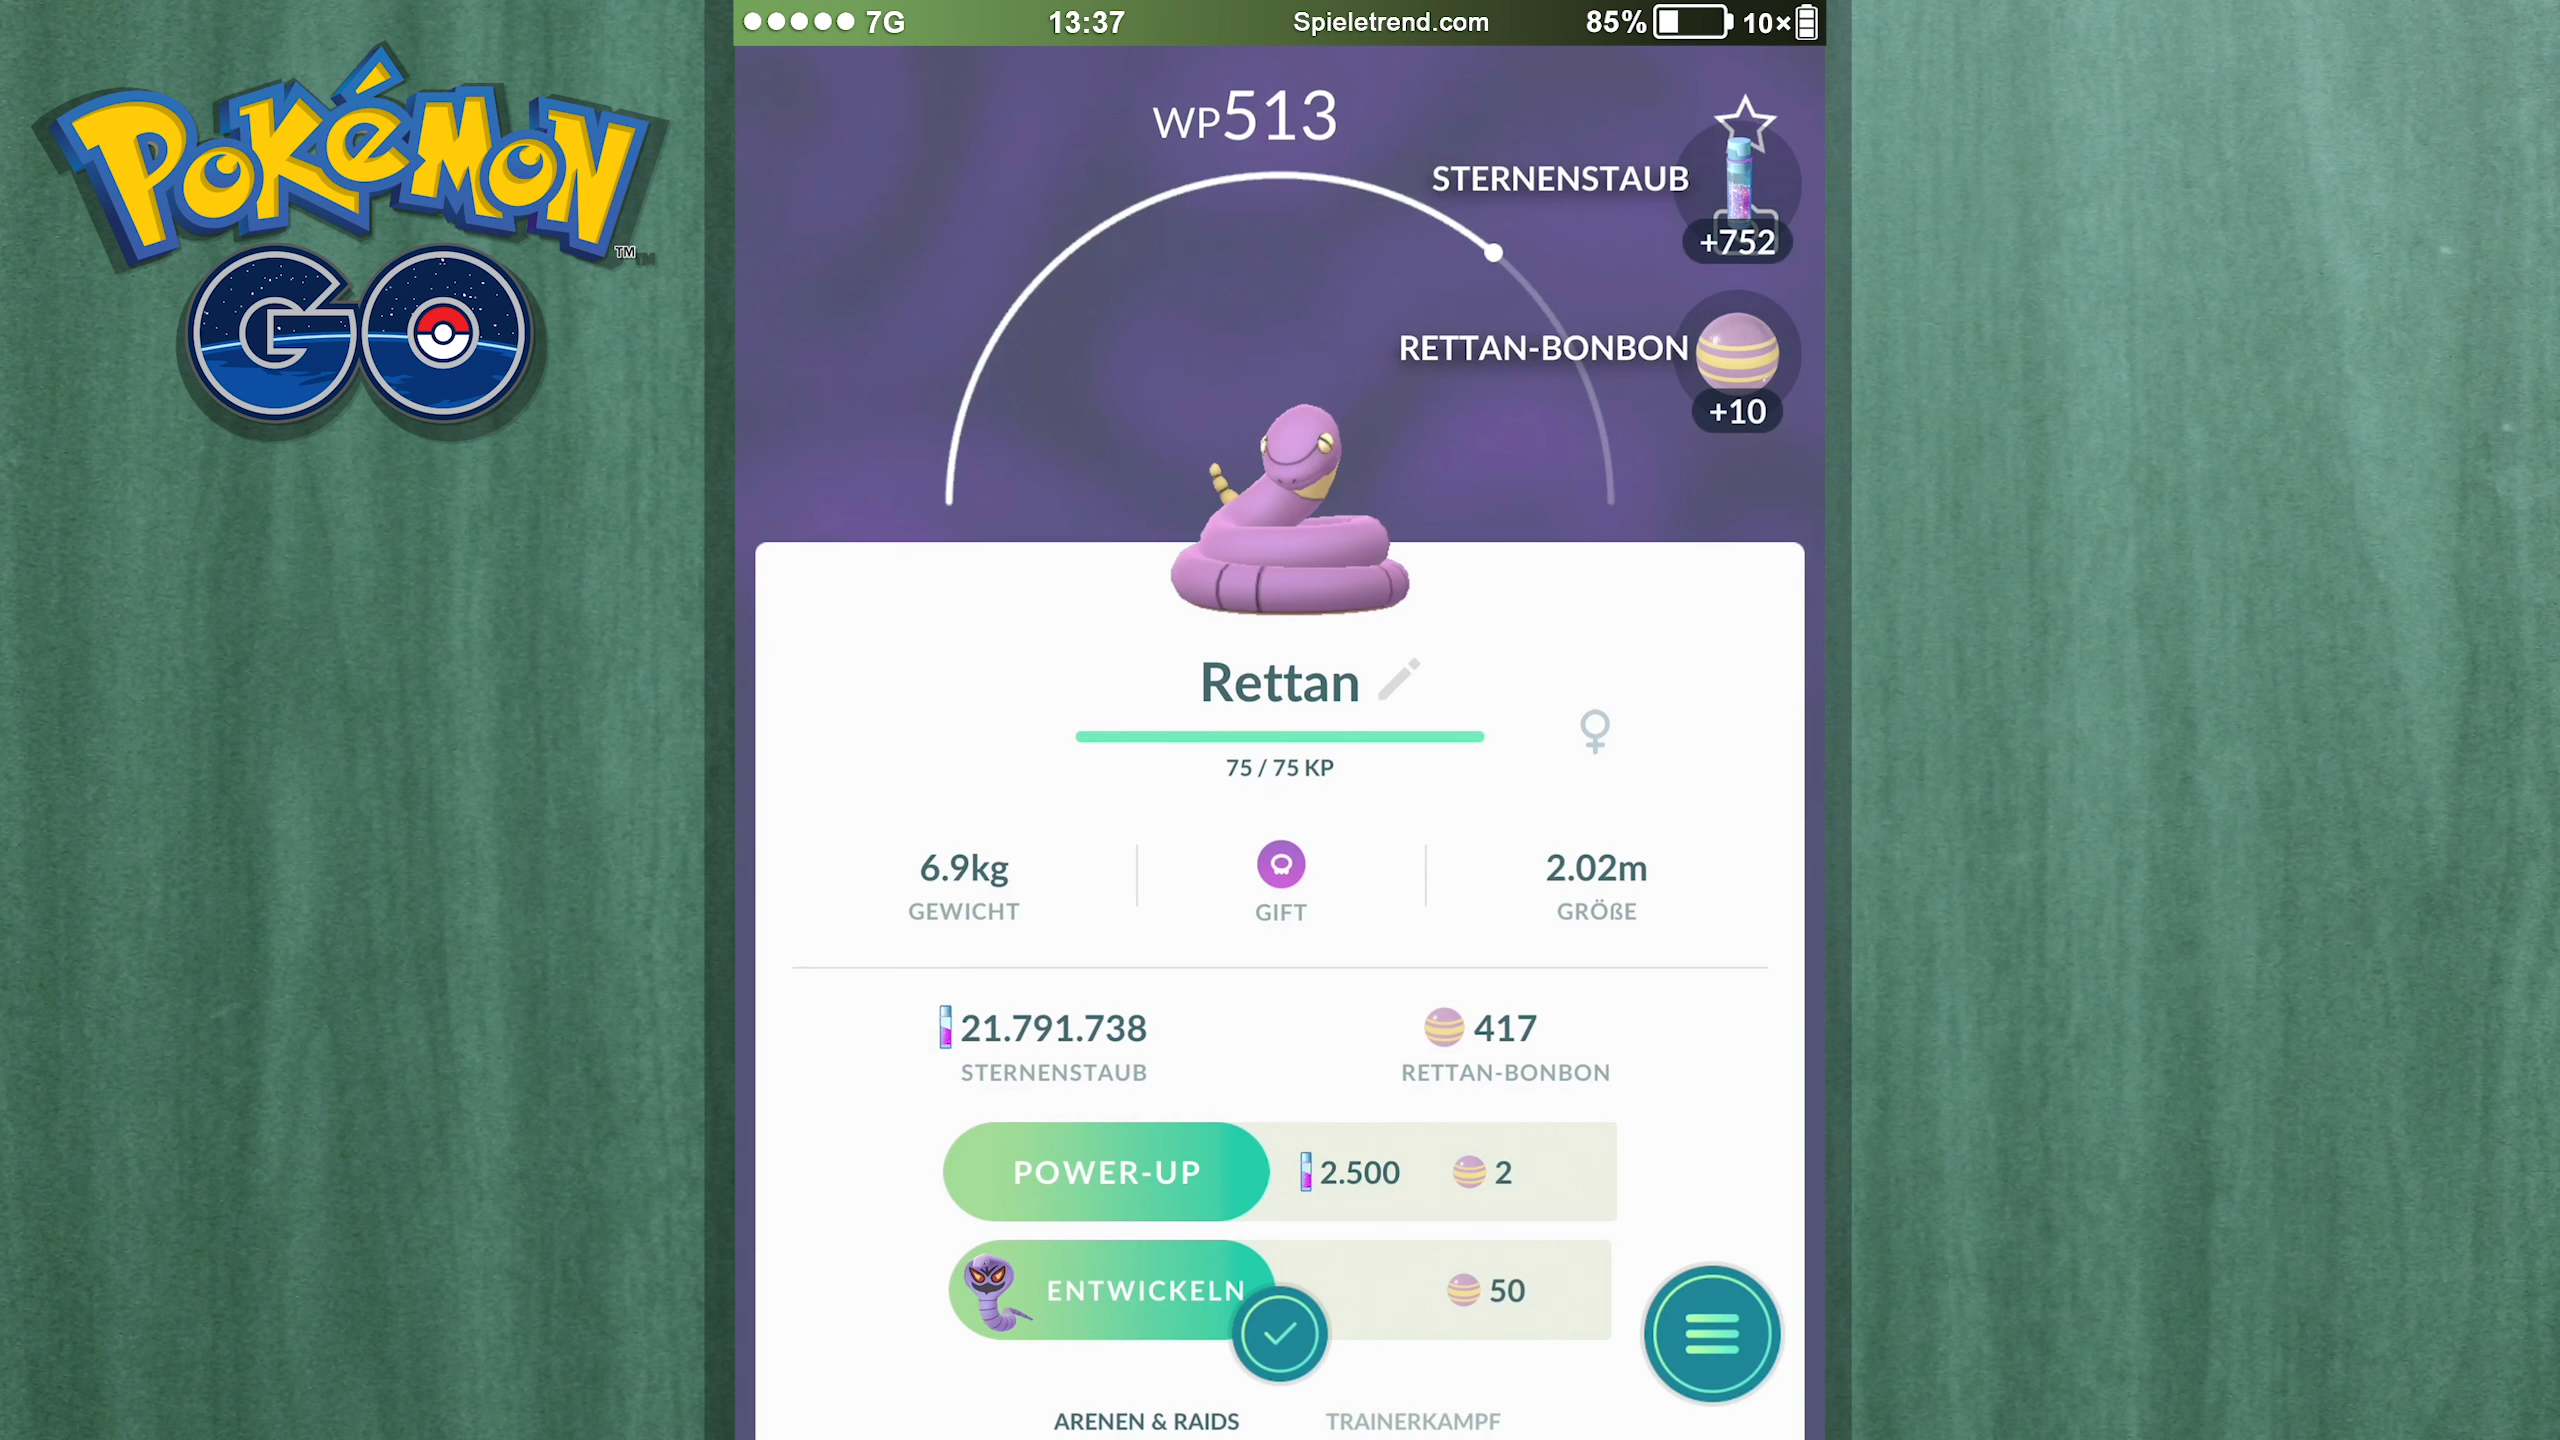 7G 13:37 Spieletrend.com 85% 10×
POKéMON
TM
GO
WP513
STERNENSTAUB
+752
RETTAN-BONBON
+10
Rettan
75 / 75 KP
6.9kg GIFT 2.02m
GEWICHT GRÖßE
21.791.738 417
STERNENSTAUB RETTAN-BONBON
POWER-UP 2.500 2
ENTWICKELN 50
ARENEN & RAIDS TRAINERKAMPF